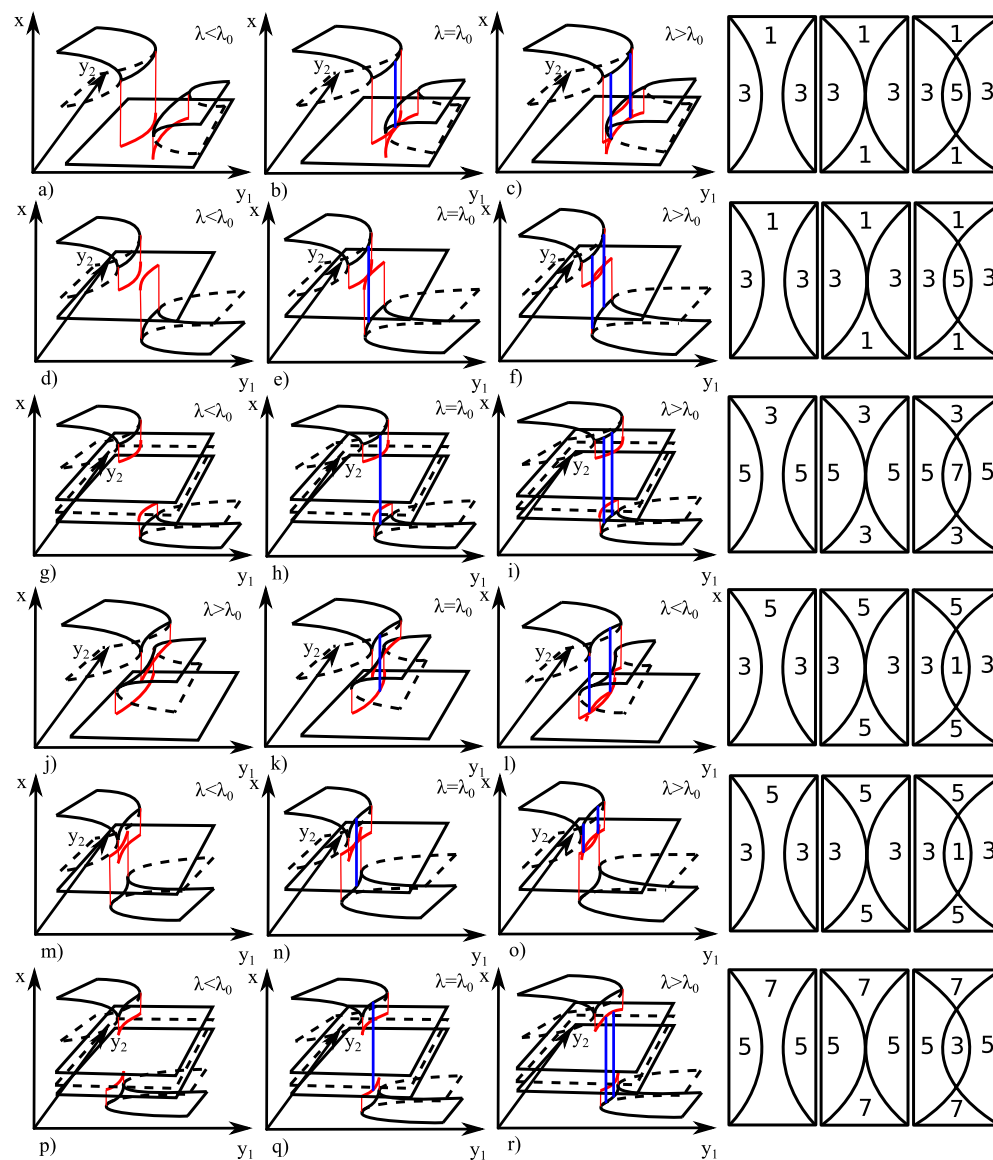 x λ<λ₀ λ=λ₀ λ>λ₀ 1 1 1
y₂ 3 3 3 3 3 5 3
1 1
a) b) c) y₁
x λ<λ₀ λ=λ₀ λ>λ₀ 1 1 1
y₂ y₂ y₂ 3 3 3 3 3 5 3
1 1
d) y₁ e) y₁ f) y₁
x λ<λ₀ x λ=λ₀ x λ>λ₀ 3 3 3
y₂ y₂ y₂ 5 5 5 5 5 7 5
3 3
g) y₁ h) y₁ i) y₁
x λ>λ₀ x λ=λ₀ x λ<λ₀ x 5 5 5
y₂ y₂ y₂ 3 3 3 3 3 1 3
5 5
j) y₁ k) y₁ l) y₁
x λ<λ₀ x λ=λ₀ x λ>λ₀ 5 5 5
y₂ y₂ y₂ 3 3 3 3 3 1 3
5 5
m) y₁ n) y₁ o) y₁
x λ<λ₀ x λ=λ₀ x λ>λ₀ 7 7 7
y₂ y₂ y₂ 5 5 5 5 5 3 5
7 7
p) y₁ q) y₁ r) y₁